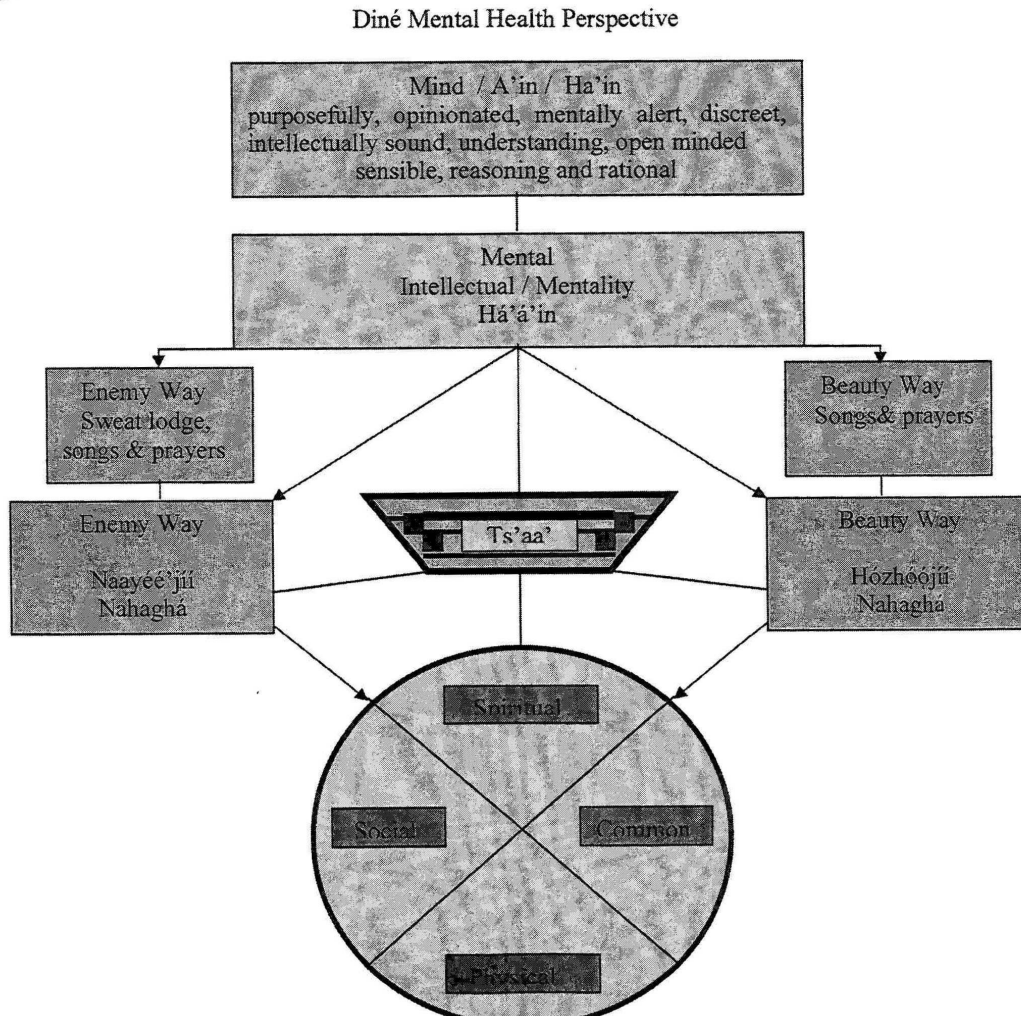 Diné Mental Health Perspective
Mind / A'in / Ha'in
purposefully, opinionated, mentally alert, discreet,
intellectually sound, understanding, open minded
sensible, reasoning and rational
Mental
Intellectual / Mentality
Há'á'in
Enemy Way
Sweat lodge,
songs & prayers
Beauty Way
Songs& prayers
Enemy Way
Naayéé'jíí
Nahaghá
Ts'aa'
Beauty Way
Hózhóójíí
Nahaghá
Spiritual
Social
Common
Physical